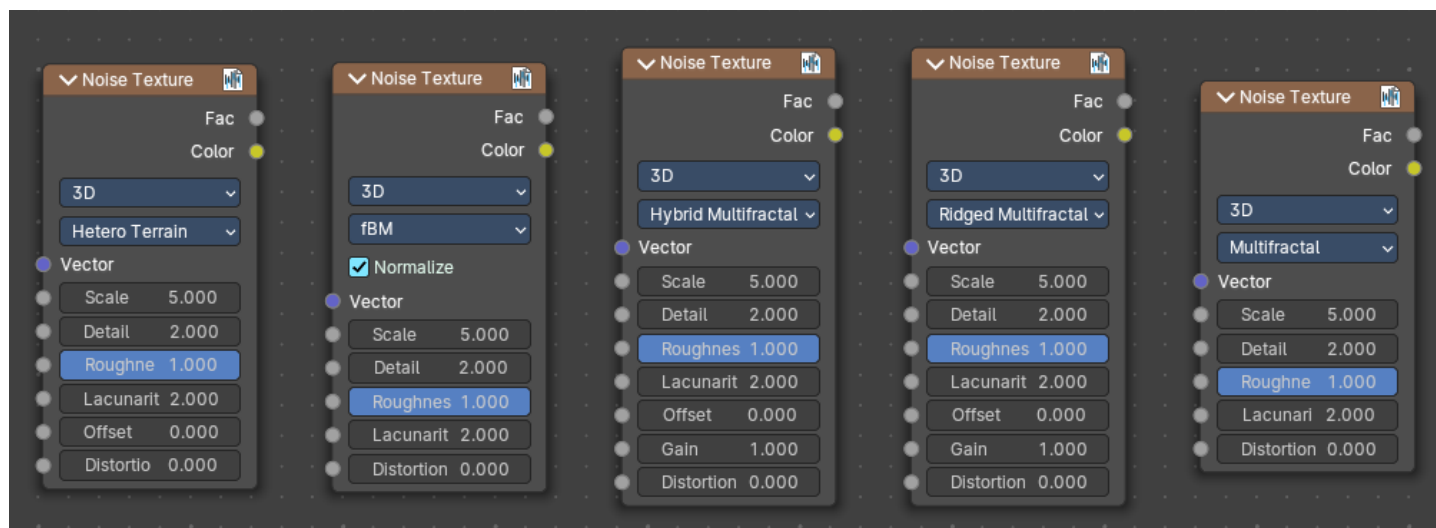 Noise Texture
Fac
Color
3D
Hetero Terrain
Vector
Scale 5.000
Detail 2.000
Roughne 1.000
Lacunarit 2.000
Offset 0.000
Distortio 0.000
Noise Texture
Fac
Color
3D
fBM
Normalize
Vector
Scale 5.000
Detail 2.000
Roughnes 1.000
Lacunarit 2.000
Distortion 0.000
Noise Texture
Fac
Color
3D
Hybrid Multifractal
Vector
Scale 5.000
Detail 2.000
Roughnes 1.000
Lacunarit 2.000
Offset 0.000
Gain 1.000
Distortion 0.000
Noise Texture
Fac
Color
3D
Ridged Multifractal
Vector
Scale 5.000
Detail 2.000
Roughnes 1.000
Lacunarit 2.000
Offset 0.000
Gain 1.000
Distortion 0.000
Noise Texture
Fac
Color
3D
Multifractal
Vector
Scale 5.000
Detail 2.000
Roughne 1.000
Lacunari 2.000
Distortion 0.000